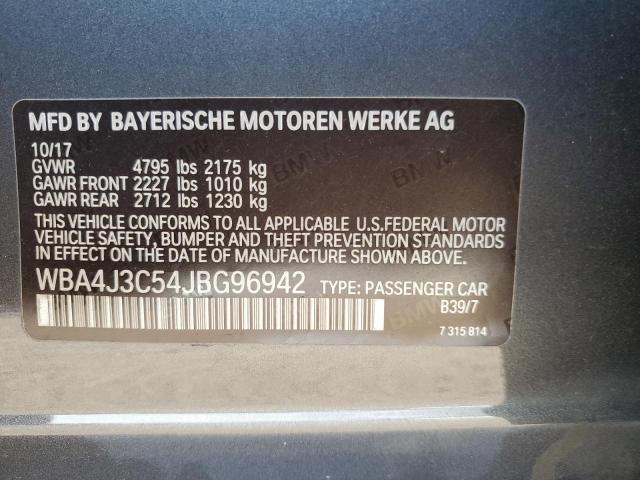 MFD BY BAYERISCHE MOTOREN WERKE AG
10/17
GVWR 4795 lbs 2175 kg
GAWR FRONT 2227 lbs 1010 kg
GAWR REAR 2712 lbs 1230 kg
THIS VEHICLE CONFORMS TO ALL APPLICABLE U.S.FEDERAL MOTOR
VEHICLE SAFETY, BUMPER AND THEFT PREVENTION STANDARDS
IN EFFECT ON THE DATE OF MANUFACTURE SHOWN ABOVE:
WBA4J3C54JBG96942 TYPE: PASSENGER CAR
B39/7
7 315 814